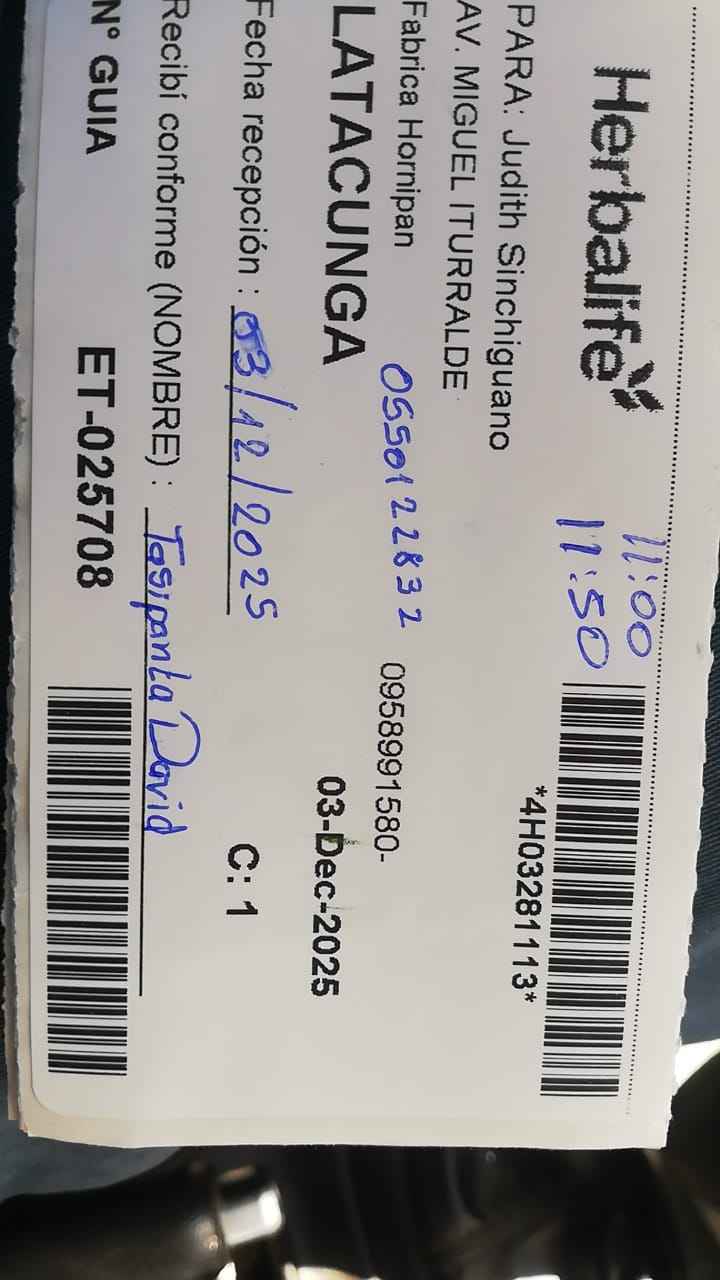 Herbalife
11:00
11:50
*4H03281113*
PARA: Judith Sinchiguano
AV. MIGUEL ITURRALDE
Fabrica Hornipan
0550122832
0958991580-
LATACUNGA
03-Dec-2025
Fecha recepción : 03/12/2025
C: 1
Recibí conforme (NOMBRE) : Tasipanta David
N° GUIA ET-025708